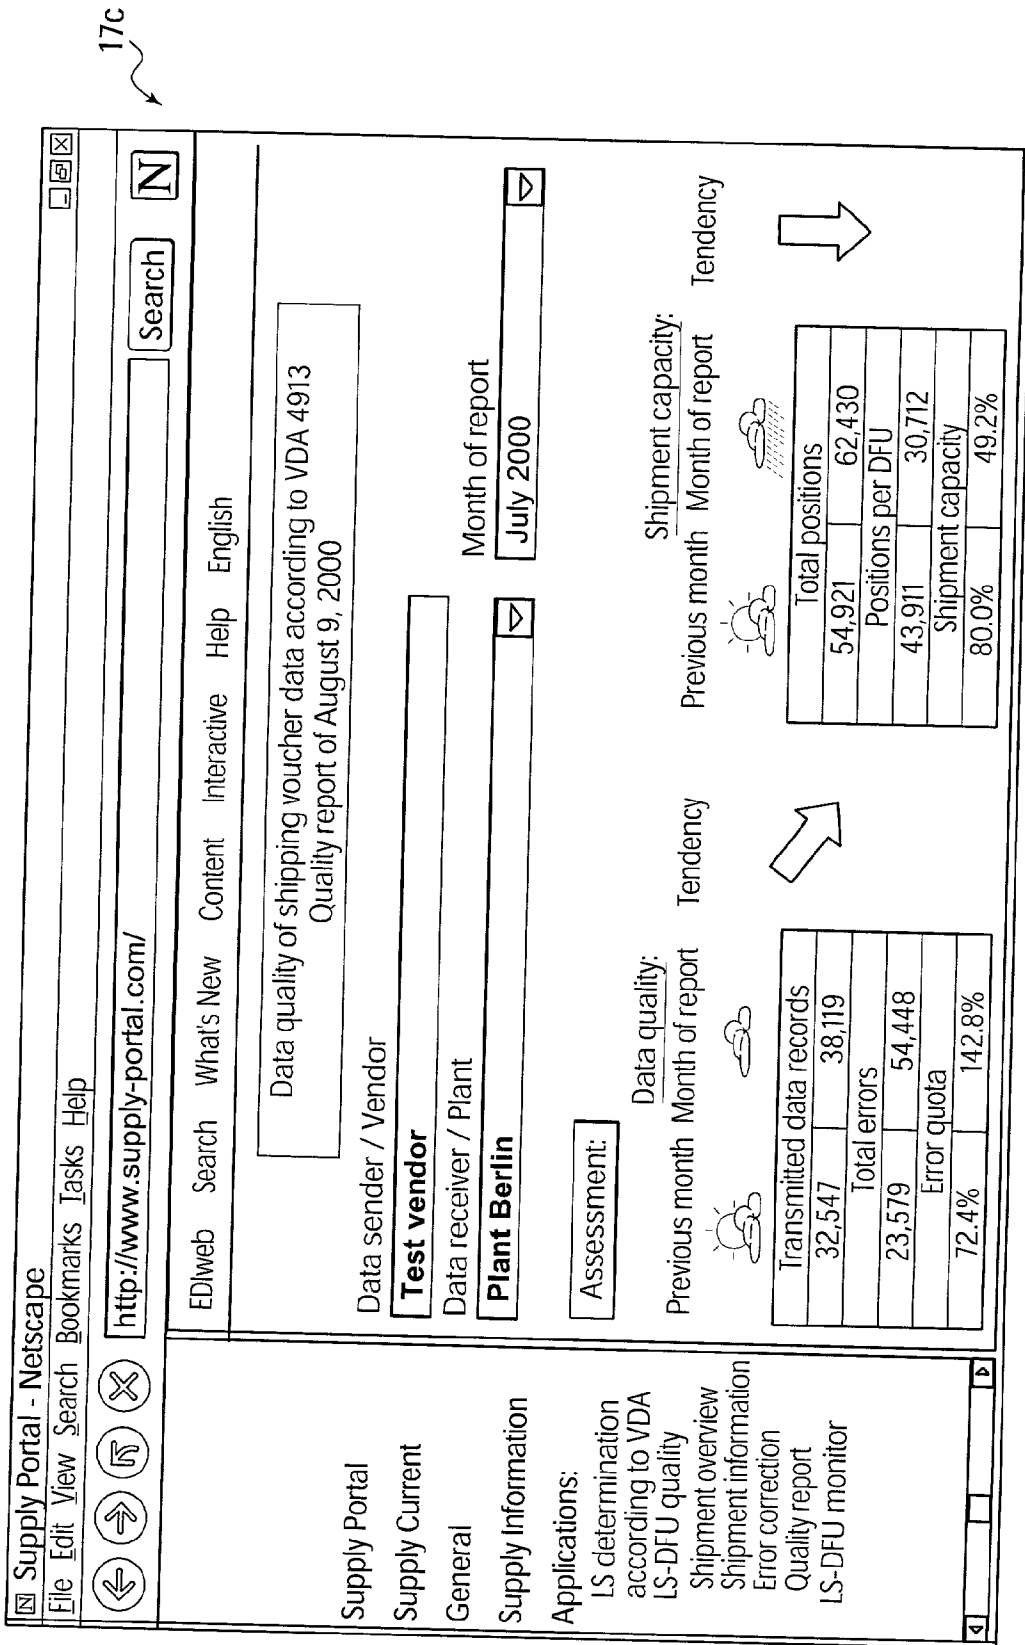 17c
N Supply Portal - Netscape
File Edit View Search Bookmarks Tasks Help
http://www.supply-portal.com/ Search N
EDIweb Search What's New Content Interactive Help English
Supply Portal
Supply Current
General
Supply Information
Applications:
LS determination
according to VDA
LS-DFU quality
Shipment overview
Shipment information
Error correction
Quality report
LS-DFU monitor
Data quality of shipping voucher data according to VDA 4913
Quality report of August 9, 2000
Data sender / Vendor
Test vendor
Data receiver / Plant Month of report
Plant Berlin July 2000
Assessment:
Data quality:
Previous month Month of report Tendency
Transmitted data records
32,547 38,119
Total errors
23,579 54,448
Error quota
72.4% 142.8%
Shipment capacity:
Previous month Month of report Tendency
Total positions
54,921 62,430
Positions per DFU
43,911 30,712
Shipment capacity
80.0% 49.2%